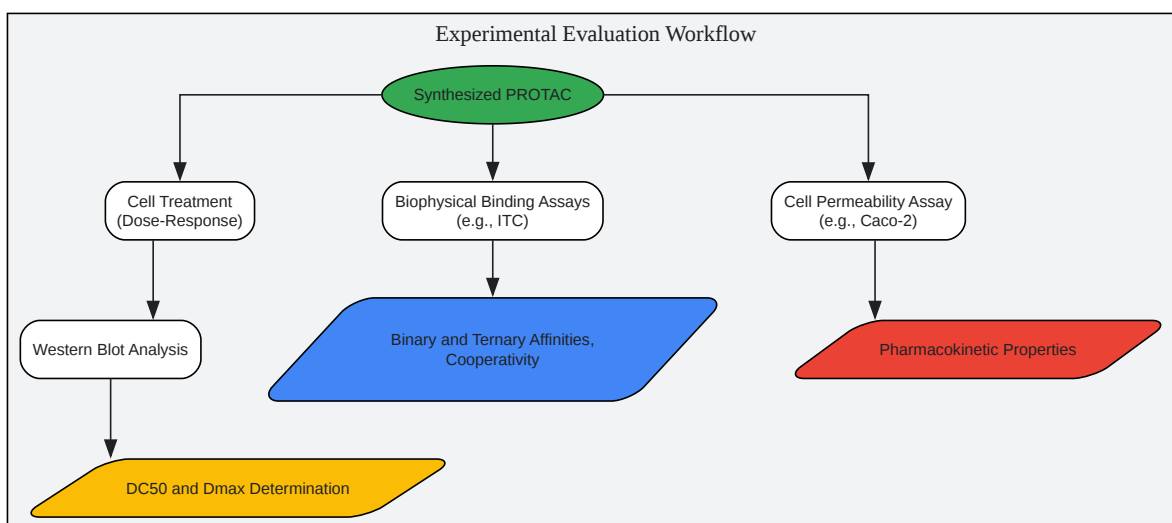 Experimental Evaluation Workflow
Synthesized PROTAC
Cell Treatment
(Dose-Response)
Biophysical Binding Assays
(e.g., ITC)
Cell Permeability Assay
(e.g., Caco-2)
Western Blot Analysis
Binary and Ternary Affinities,
Cooperativity
Pharmacokinetic Properties
DC50 and Dmax Determination